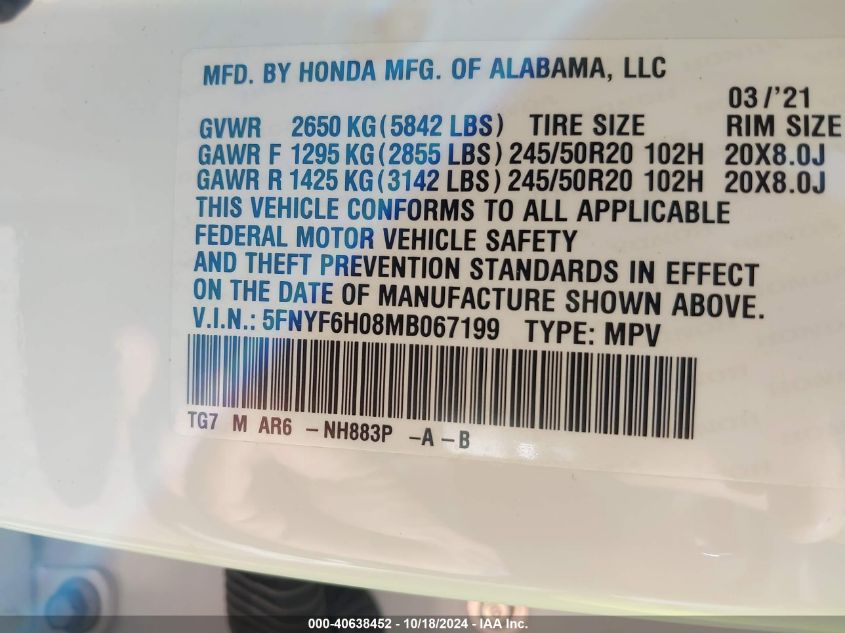 MFD. BY HONDA MFG. OF ALABAMA, LLC
03/'21
GVWR 2650 KG (5842 LBS) TIRE SIZE RIM SIZE
GAWR F 1295 KG (2855 LBS) 245/50R20 102H 20X8.0J
GAWR R 1425 KG (3142 LBS) 245/50R20 102H 20X8.0J
THIS VEHICLE CONFORMS TO ALL APPLICABLE
FEDERAL MOTOR VEHICLE SAFETY
AND THEFT PREVENTION STANDARDS IN EFFECT
ON THE DATE OF MANUFACTURE SHOWN ABOVE.
V.I.N.: 5FNYF6H08MB067199 TYPE: MPV
TG7 M AR6 -NH883P -A-B
000-40638452 - 10/18/2024 - IAA Inc.